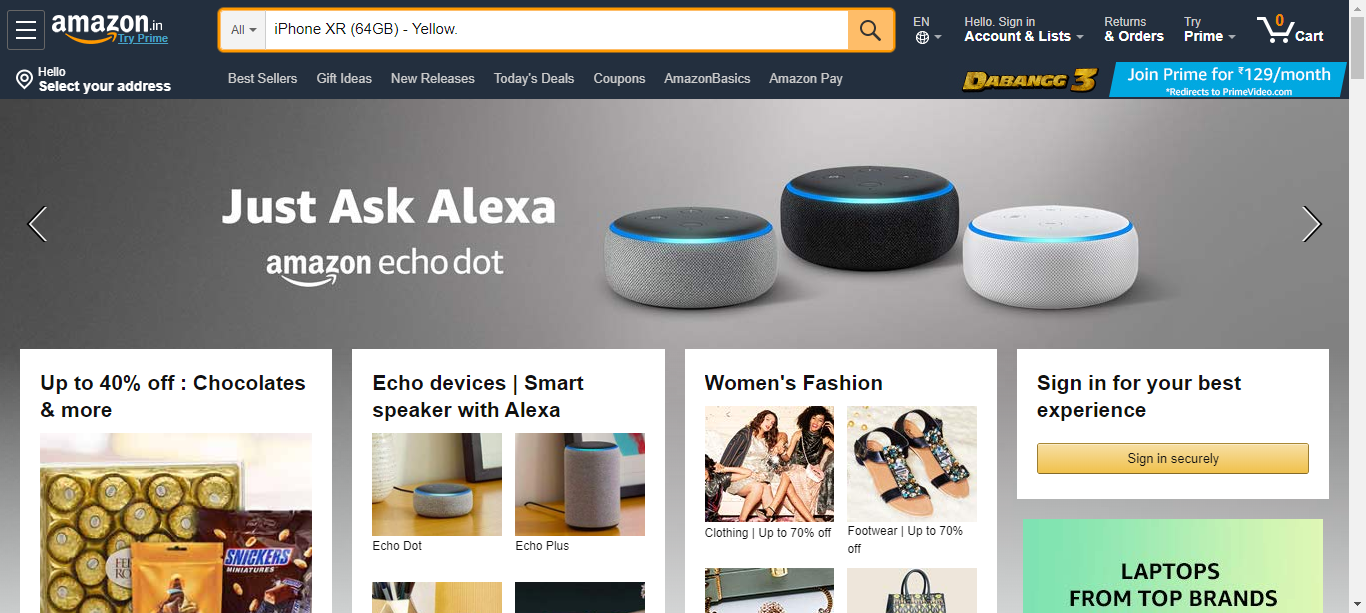 amazon.in
Try Prime
All
iPhone XR (64GB) - Yellow.
EN
Hello. Sign in
Account & Lists
Returns
& Orders
Try
Prime
0
Cart
Hello
Select your address
Best Sellers
Gift Ideas
New Releases
Today's Deals
Coupons
AmazonBasics
Amazon Pay
DABANGG 3
Join Prime for ₹129/month
*Redirects to PrimeVideo.com
Just Ask Alexa
amazon echo dot
Up to 40% off : Chocolates
& more
SNICKERS
MINIATURES
Echo devices | Smart
speaker with Alexa
Echo Dot
Echo Plus
Women's Fashion
Clothing | Up to 70% off
Footwear | Up to 70%
off
Sign in for your best
experience
Sign in securely
LAPTOPS
FROM TOP BRANDS